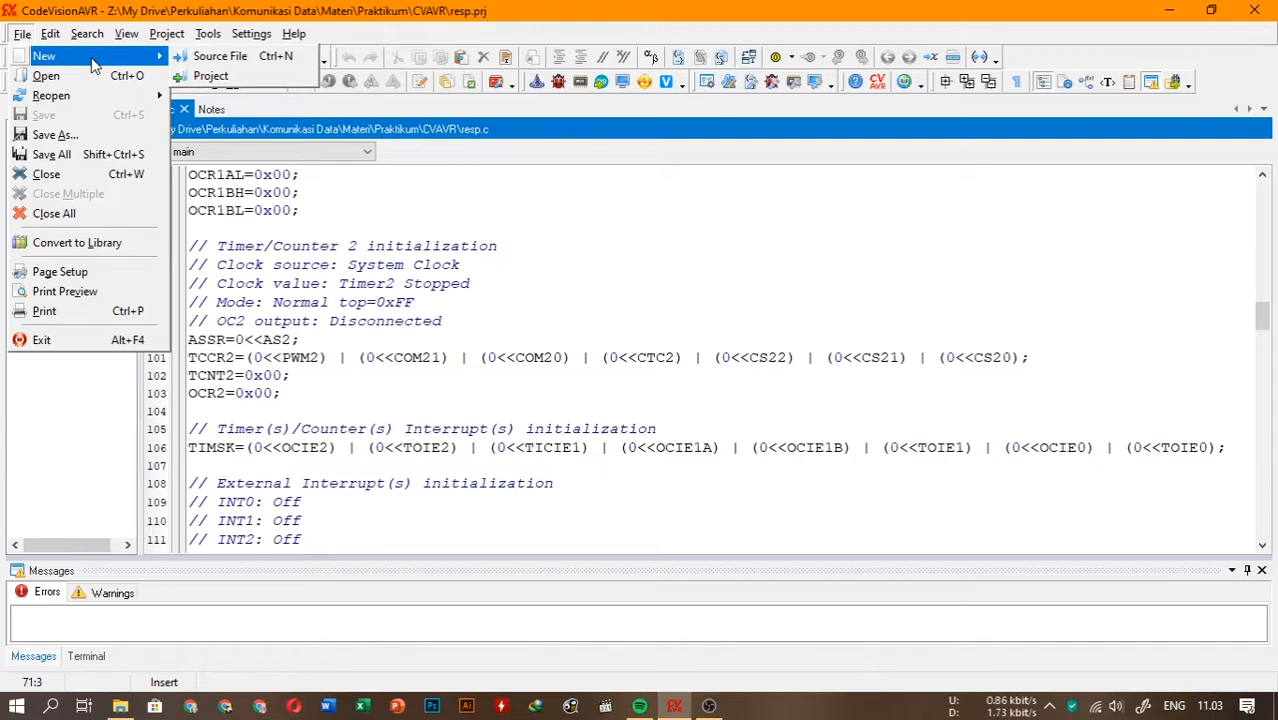 CodeVisionAVR - Z:\My Drive\Perkuliahan\Komunikasi Data\Materi\Praktikum\CVAVR\resp.prj
File Edit Search View Project Tools Settings Help
New
Source File Ctrl+N
Project
Open Ctrl+O
Reopen
Save Ctrl+S
Save As...
Save All Shift+Ctrl+S
Close Ctrl+W
Close Multiple
Close All
Convert to Library
Page Setup
Print Preview
Print Ctrl+P
Exit Alt+F4
Notes
y Drive\Perkuliahan\Komunikasi Data\Materi\Praktikum\CVAVR\resp.c
main
OCR1AL=0x00;
OCR1BH=0x00;
OCR1BL=0x00;
// Timer/Counter 2 initialization
// Clock source: System Clock
// Clock value: Timer2 Stopped
// Mode: Normal top=0xFF
// OC2 output: Disconnected
ASSR=0<<AS2;
101 TCCR2=(0<<PWM2) | (0<<COM21) | (0<<COM20) | (0<<CTC2) | (0<<CS22) | (0<<CS21) | (0<<CS20);
102 TCNT2=0x00;
103 OCR2=0x00;
104
105 // Timer(s)/Counter(s) Interrupt(s) initialization
106 TIMSK=(0<<OCIE2) | (0<<TOIE2) | (0<<TICIE1) | (0<<OCIE1A) | (0<<OCIE1B) | (0<<TOIE1) | (0<<OCIE0) | (0<<TOIE0);
107
108 // External Interrupt(s) initialization
109 // INT0: Off
110 // INT1: Off
111 // INT2: Off
Messages
Errors Warnings
Messages Terminal
71:3 Insert
U: 0.86 kbit/s
D: 1.73 kbit/s
ENG 11.03